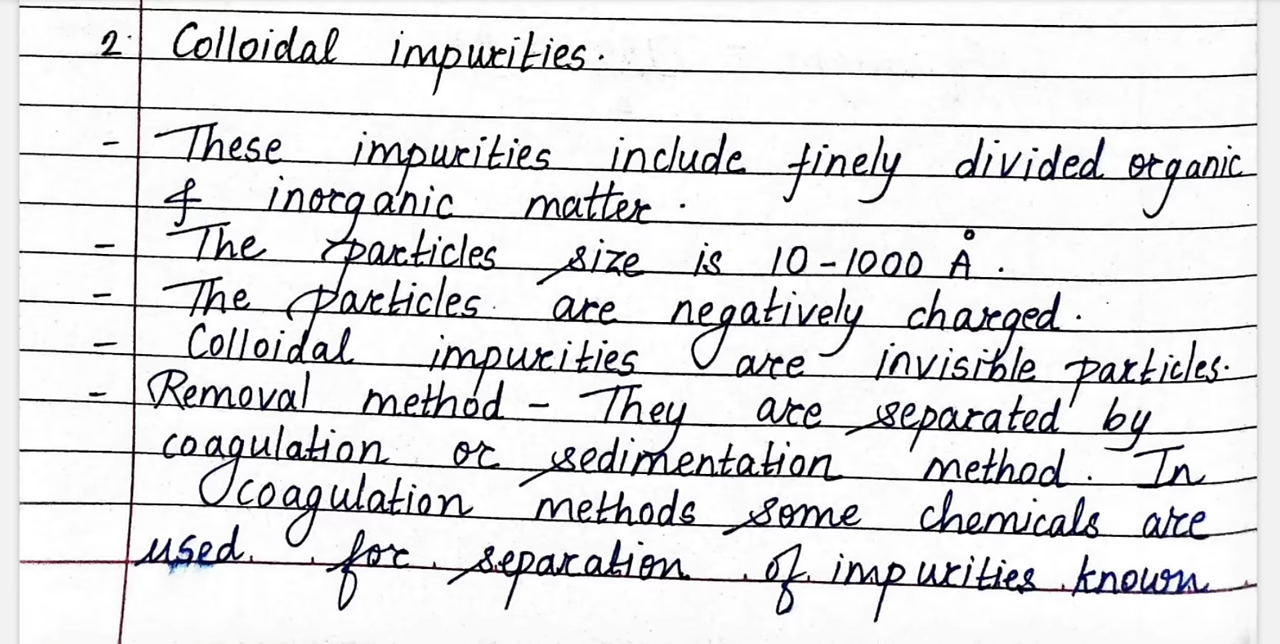 2. Colloidal impurities.
- These impurities include finely divided organic
& inorganic matter.
- The particles size is 10-1000 Å.
- The particles are negatively charged.
- Colloidal impurities are invisible particles.
- Removal method - They are separated by
coagulation or sedimentation method. In
coagulation methods some chemicals are
used for separation of impurities known